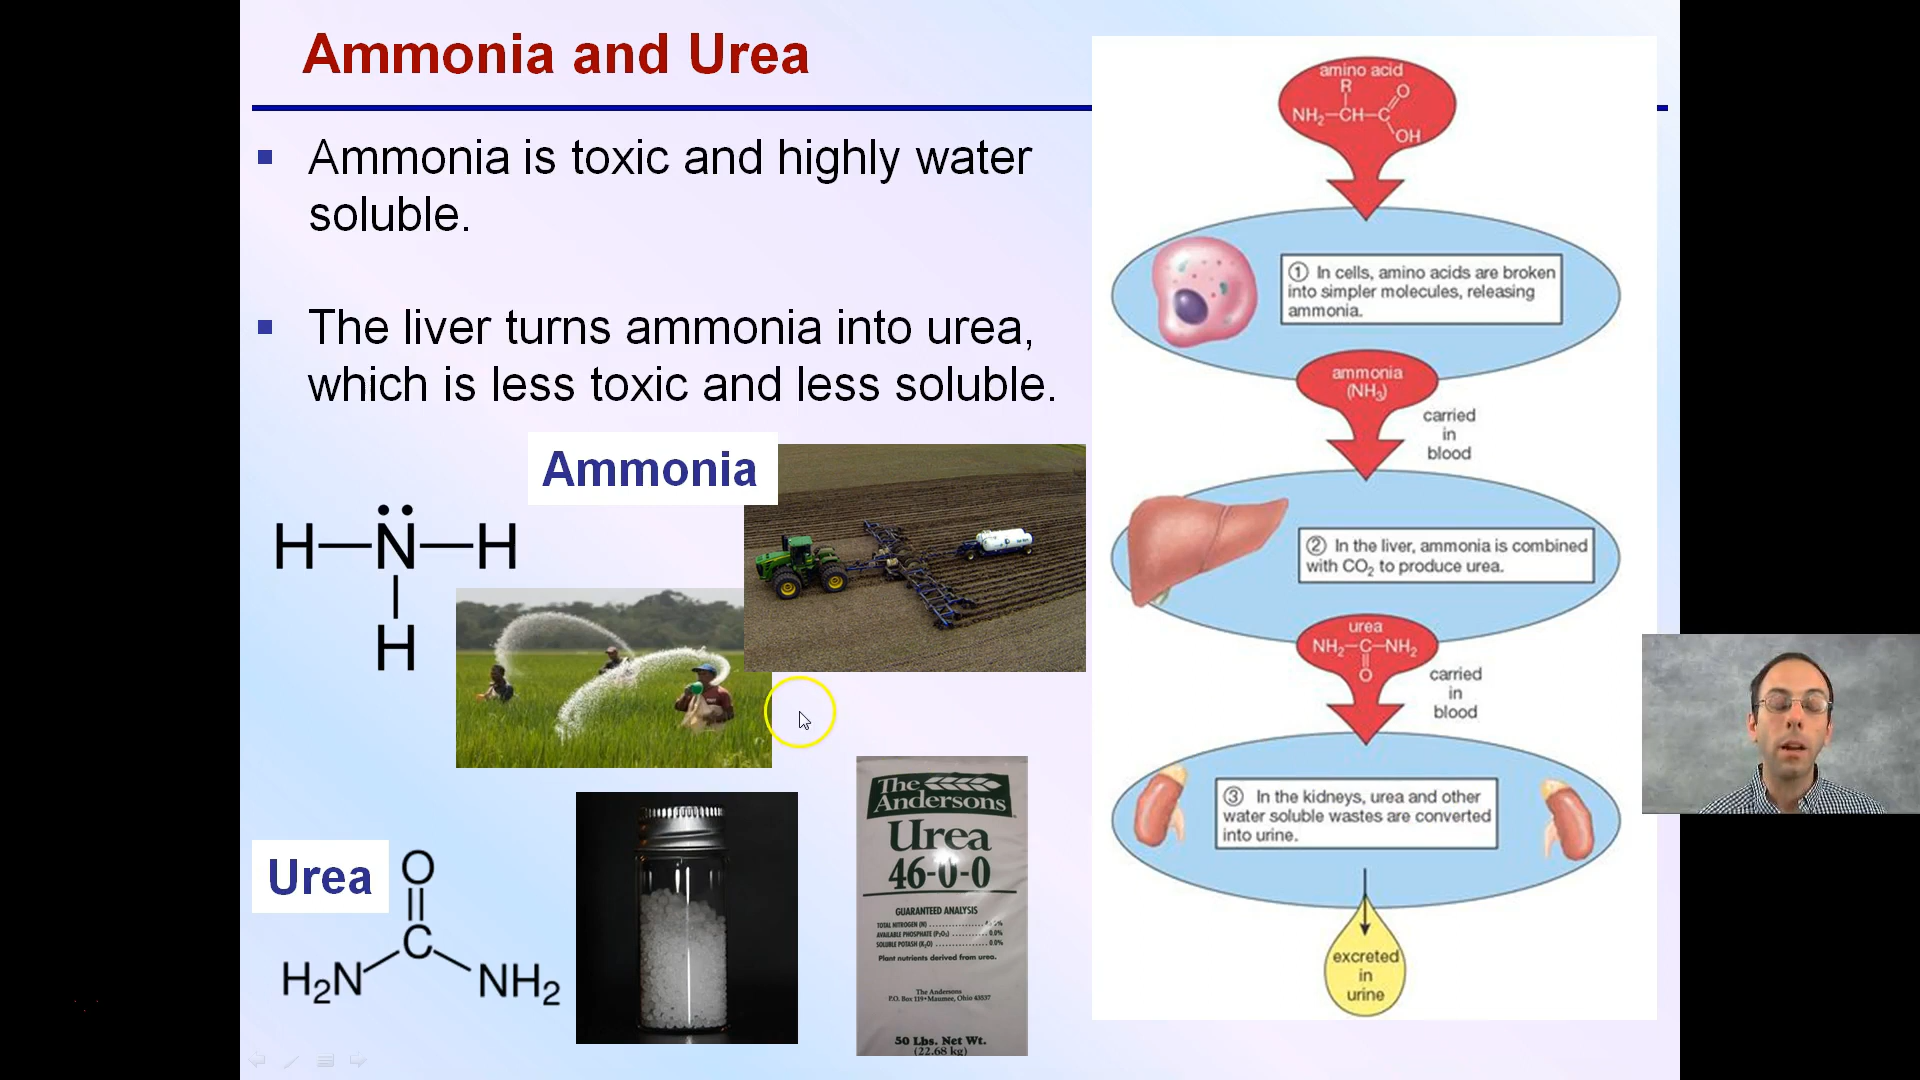 Ammonia and Urea
Ammonia is toxic and highly water
soluble.
The liver turns ammonia into urea,
which is less toxic and less soluble.
Ammonia
H—N—H
H
Urea
O
C
H₂N
NH₂
The
Andersons
Urea
46-0-0
GUARANTEED ANALYSIS
TOTAL NITROGEN (N)
AVAILABLE PHOSPHATE (P₂O₅) 0.0%
SOLUBLE POTASH (K₂O) 0.0%
Plant nutrients derived from urea.
The Andersons
P.O. Box 119•Maumee, Ohio 43537
50 Lbs. Net Wt.
(22.68 kg)
amino acid
R
O
NH₂—CH—C
OH
① In cells, amino acids are broken
into simpler molecules, releasing
ammonia.
ammonia
(NH₃)
carried
in
blood
② In the liver, ammonia is combined
with CO₂ to produce urea.
urea
NH₂—C—NH₂
O
carried
in
blood
③ In the kidneys, urea and other
water soluble wastes are converted
into urine.
excreted
in
urine